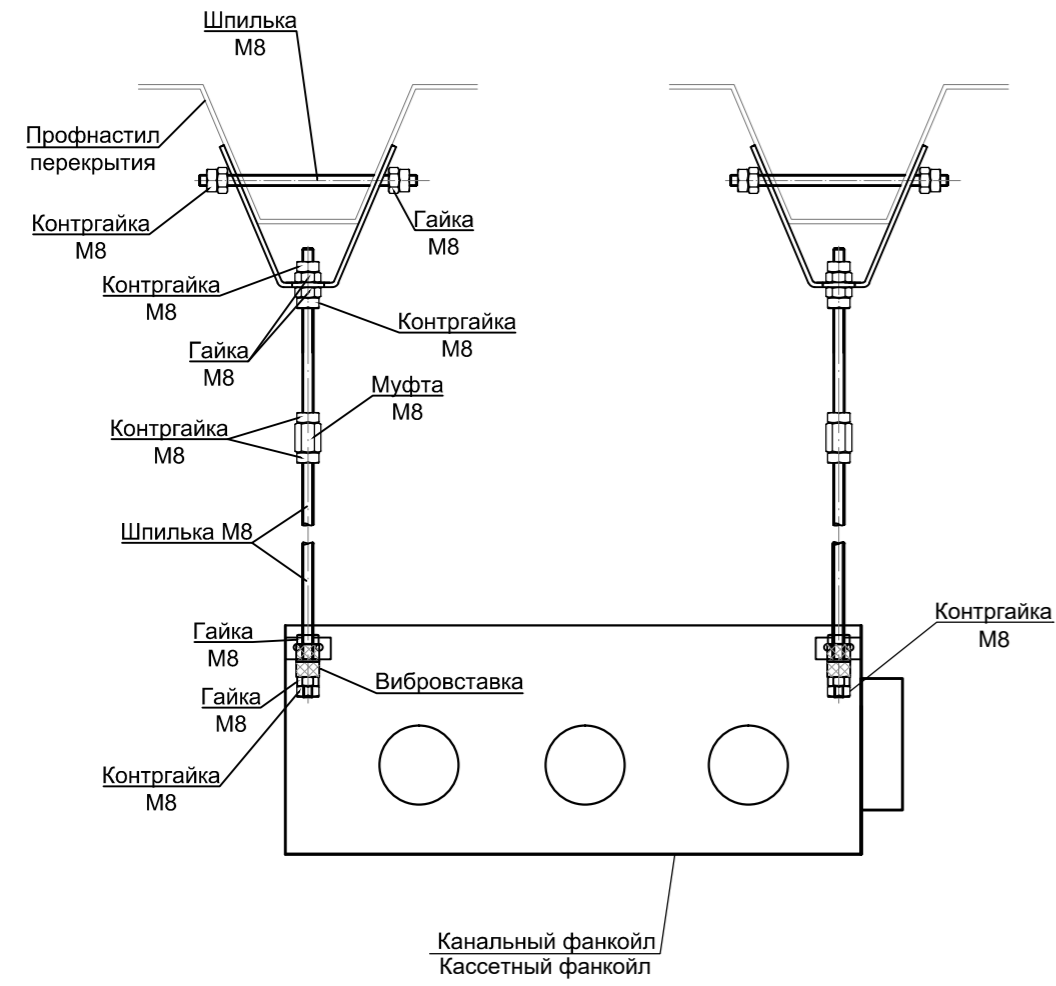 Шпилька
М8
Профнастил
перекрытия
Контргайка
М8
Гайка
М8
Контргайка
М8
Контргайка
М8
Гайка
М8
Муфта
М8
Контргайка
М8
Шпилька М8
Гайка
М8
Контргайка
М8
Вибровставка
Гайка
М8
Контргайка
М8
Канальный фанкойл
Кассетный фанкойл